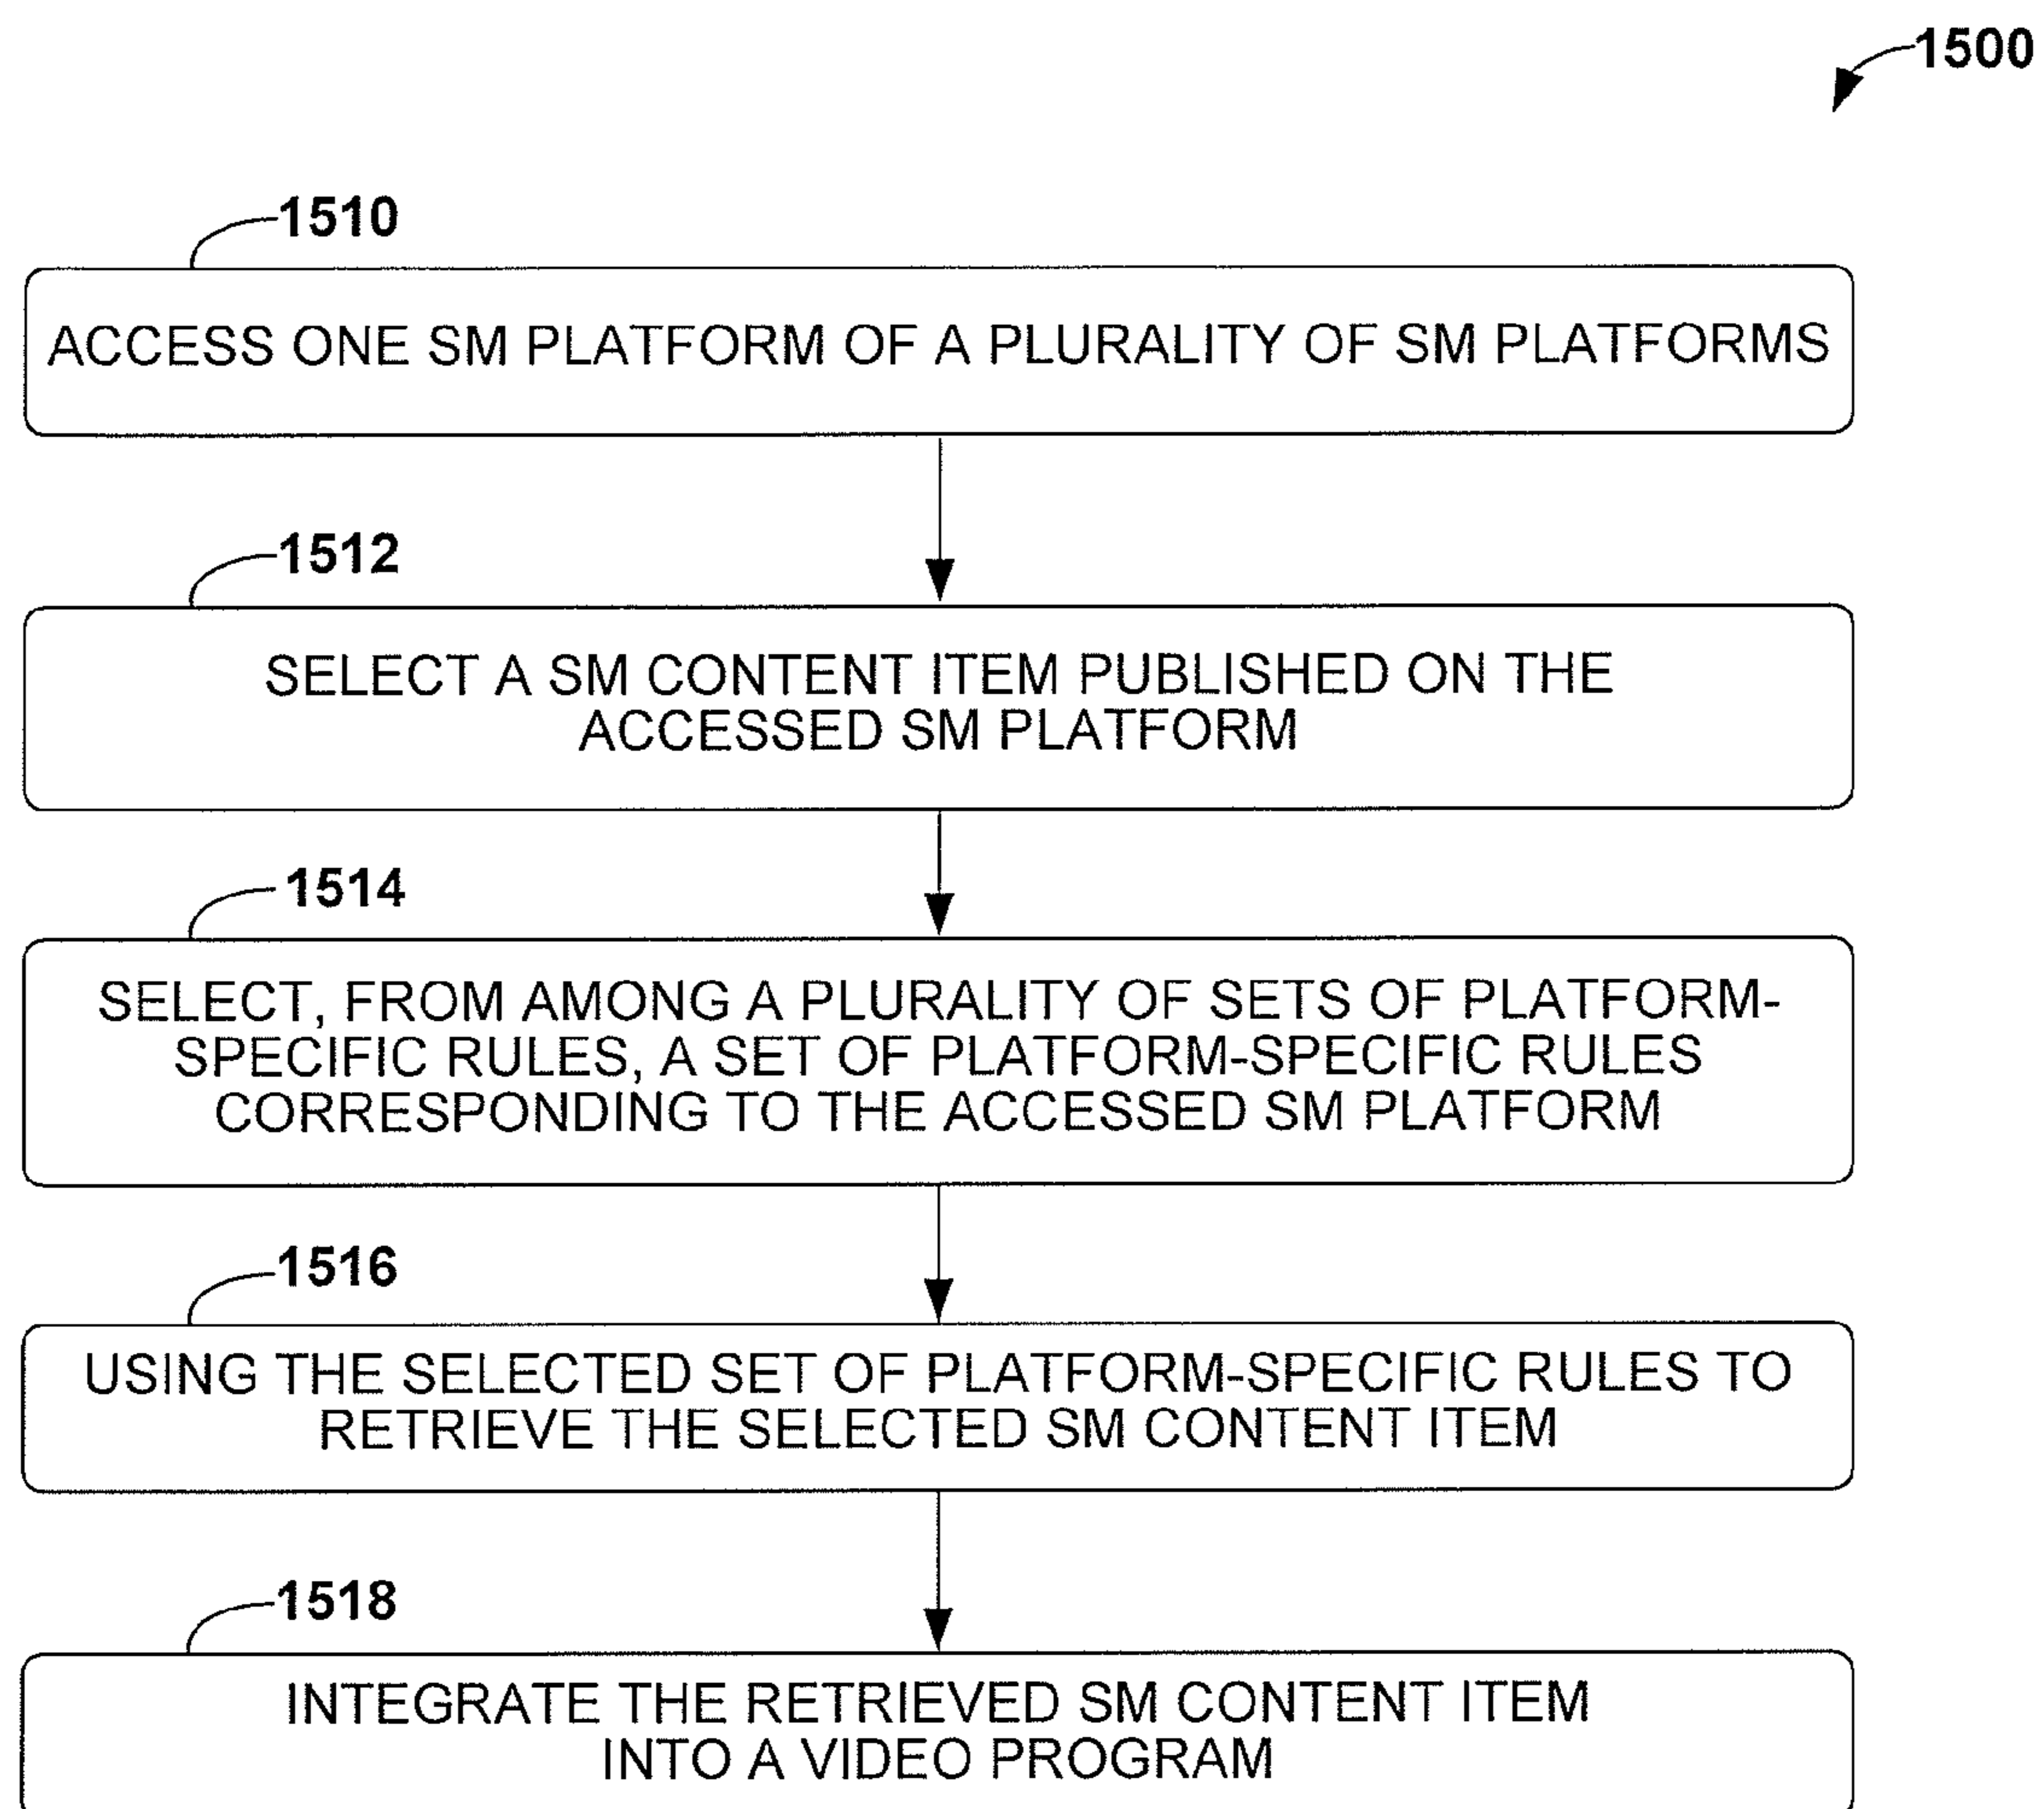 1500
1510
ACCESS ONE SM PLATFORM OF A PLURALITY OF SM PLATFORMS
1512
SELECT A SM CONTENT ITEM PUBLISHED ON THE
ACCESSED SM PLATFORM
1514
SELECT, FROM AMONG A PLURALITY OF SETS OF PLATFORM-
SPECIFIC RULES, A SET OF PLATFORM-SPECIFIC RULES
CORRESPONDING TO THE ACCESSED SM PLATFORM
1516
USING THE SELECTED SET OF PLATFORM-SPECIFIC RULES TO
RETRIEVE THE SELECTED SM CONTENT ITEM
1518
INTEGRATE THE RETRIEVED SM CONTENT ITEM
INTO A VIDEO PROGRAM